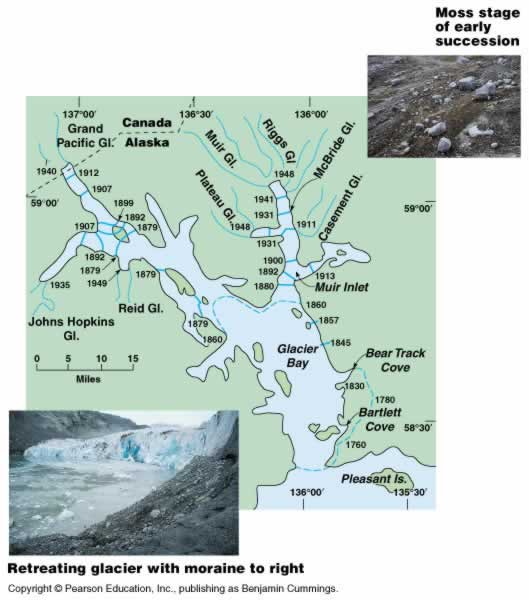 Moss stage
of early
succession
137°00′
136°30′
136°00′
Canada
Alaska
Grand
Pacific Gl.
Muir Gl.
Riggs Gl
McBride Gl.
Plateau Gl.
Casement Gl.
1940
1912
1907
59°00′
59°00′
1948
1941
1931
1911
1948
1931
1899
1892
1879
1907
1892
1879
1949
1879
1935
1900
1892
1880
1913
Muir Inlet
Reid Gl.
Johns Hopkins
Gl.
1879
1860
1860
1857
1845
0 5 10 15
Miles
Glacier
Bay
Bear Track
Cove
1830
1780
Bartlett
Cove
1760
58°30′
Pleasant Is.
136°00′
135°30′
Retreating glacier with moraine to right
Copyright © Pearson Education, Inc., publishing as Benjamin Cummings.